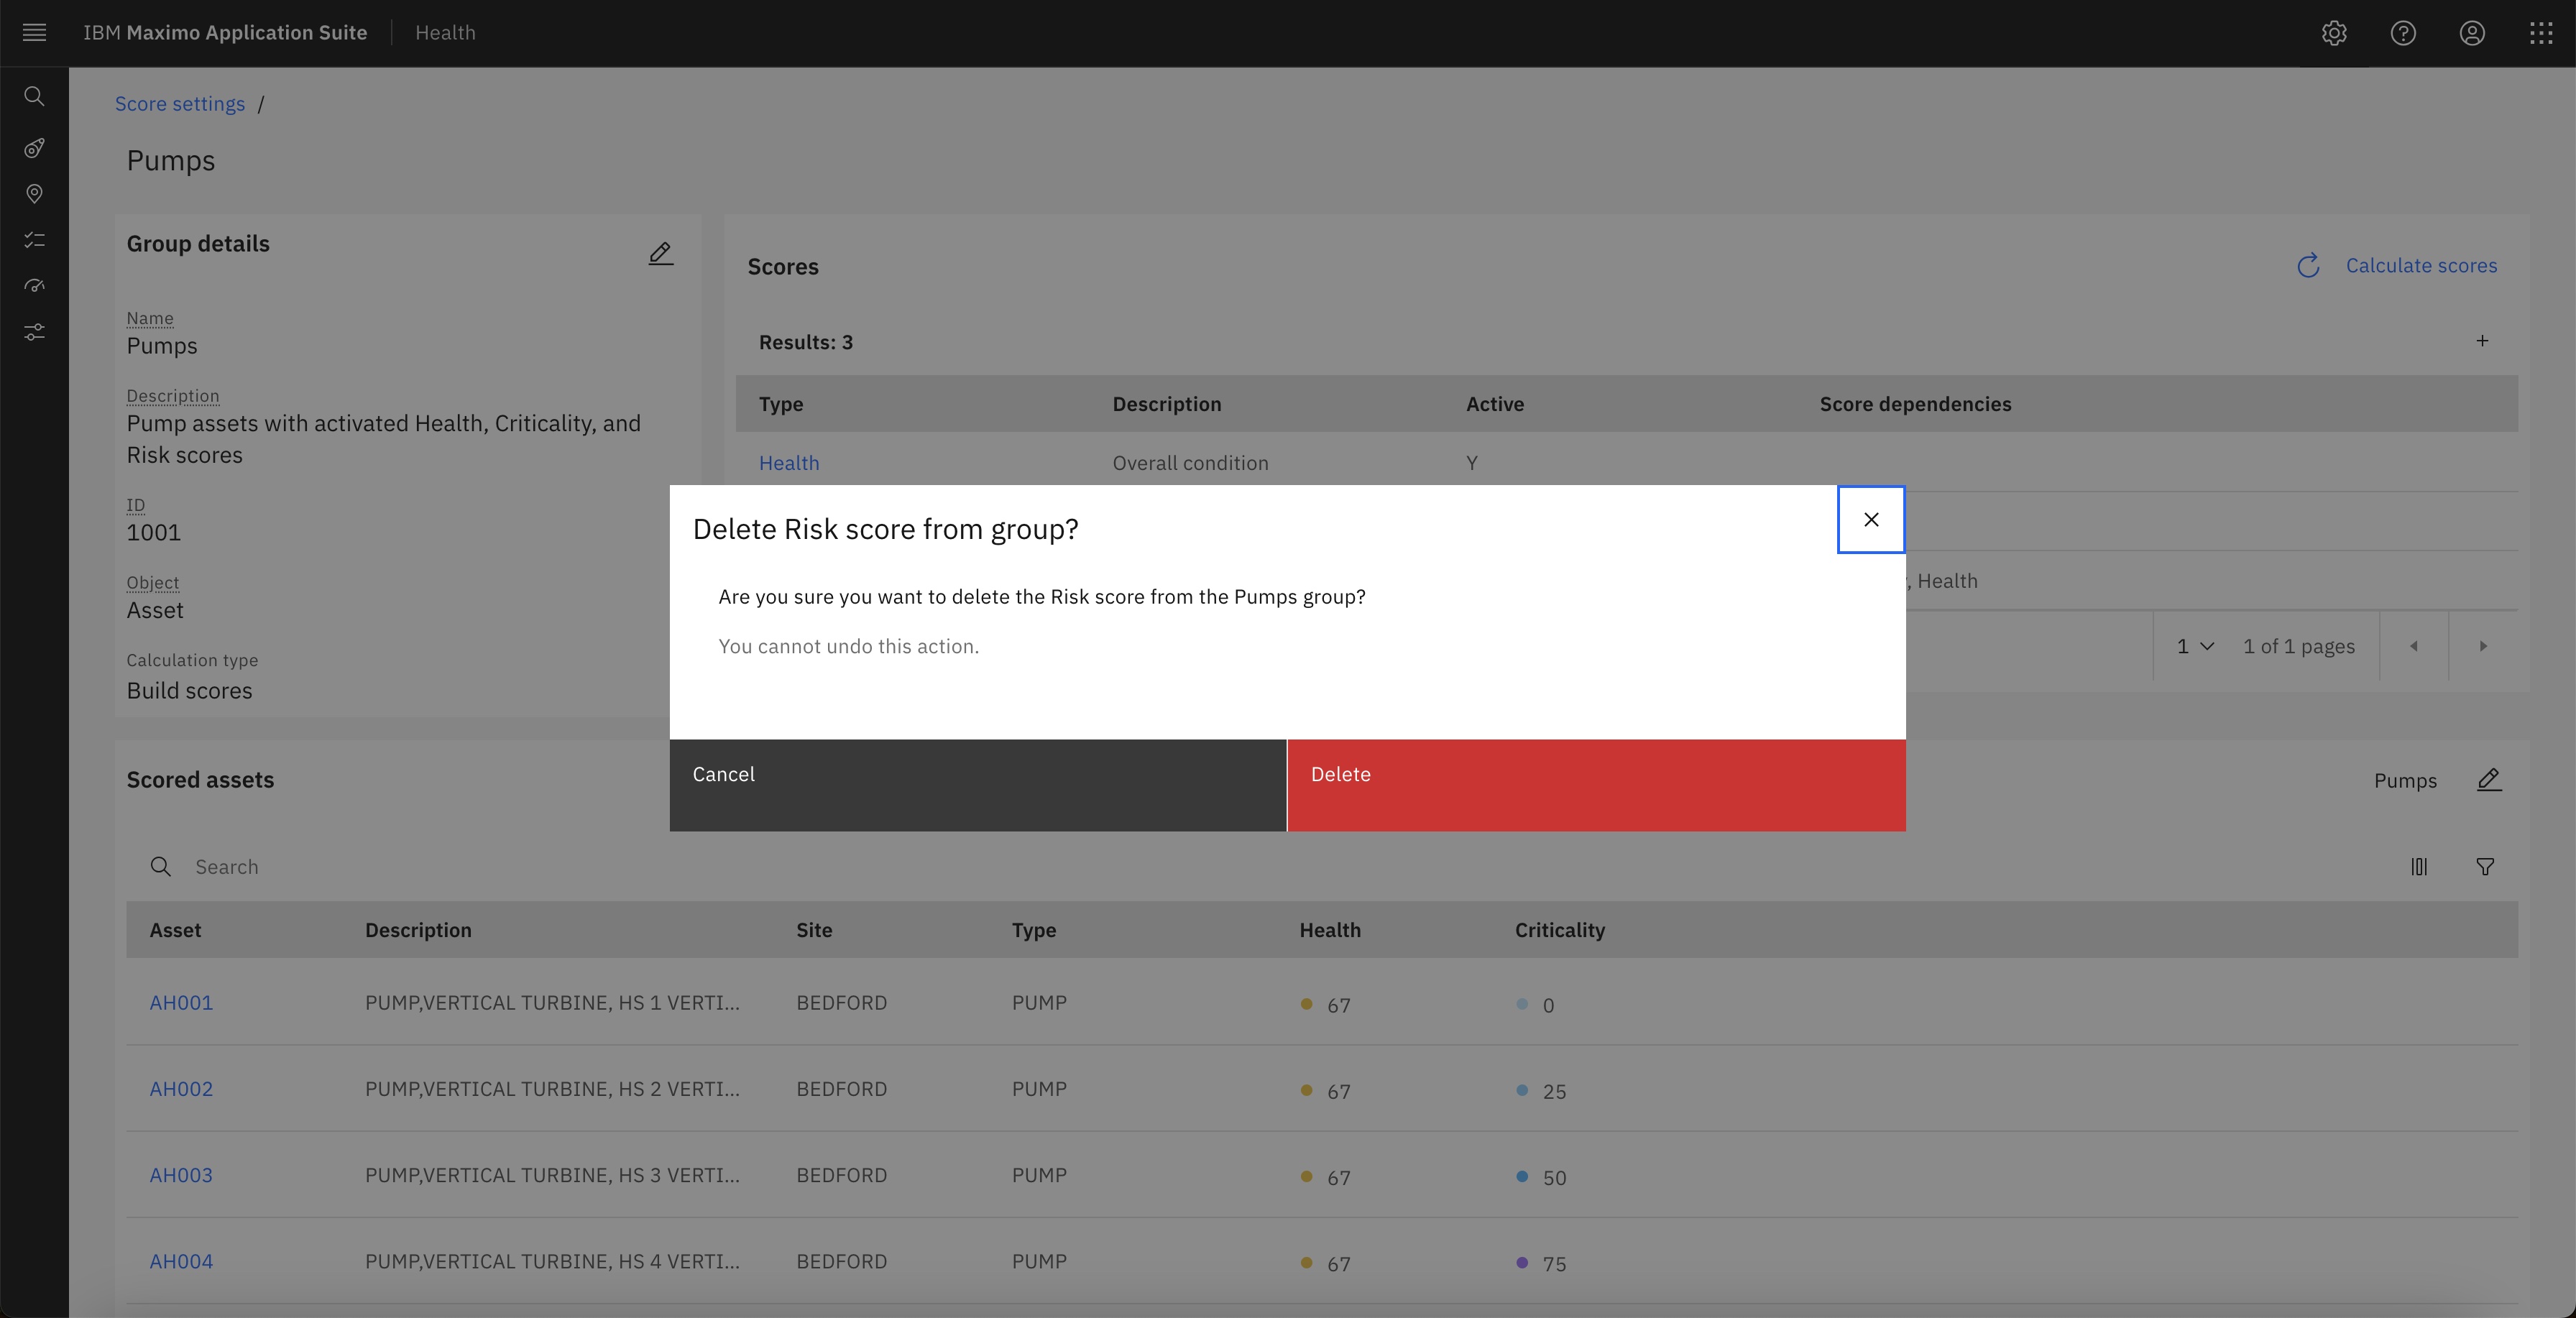 IBM Maximo Application Suite Health
Score settings /
Pumps
Group details
Name
Pumps
Description
Pump assets with activated Health, Criticality, and
Risk scores
ID
1001
Object
Asset
Calculation type
Build scores
Scores
Calculate scores
Results: 3
+
Type Description Active Score dependencies
Health Overall condition Y
, Health
1 1 of 1 pages
Delete Risk score from group?
Are you sure you want to delete the Risk score from the Pumps group?
You cannot undo this action.
Cancel Delete
Scored assets Pumps
Search
Asset Description Site Type Health Criticality
AH001 PUMP,VERTICAL TURBINE, HS 1 VERTI... BEDFORD PUMP 67 0
AH002 PUMP,VERTICAL TURBINE, HS 2 VERTI... BEDFORD PUMP 67 25
AH003 PUMP,VERTICAL TURBINE, HS 3 VERTI... BEDFORD PUMP 67 50
AH004 PUMP,VERTICAL TURBINE, HS 4 VERTI... BEDFORD PUMP 67 75